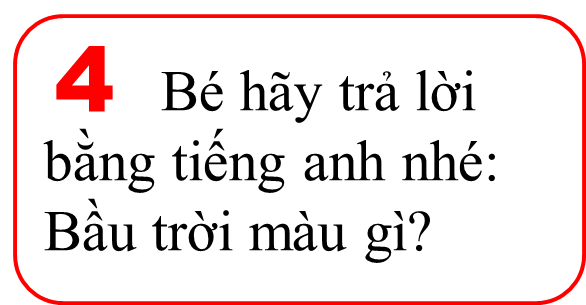 4 Bé hãy trả lời
bằng tiếng anh nhé:
Bầu trời màu gì?